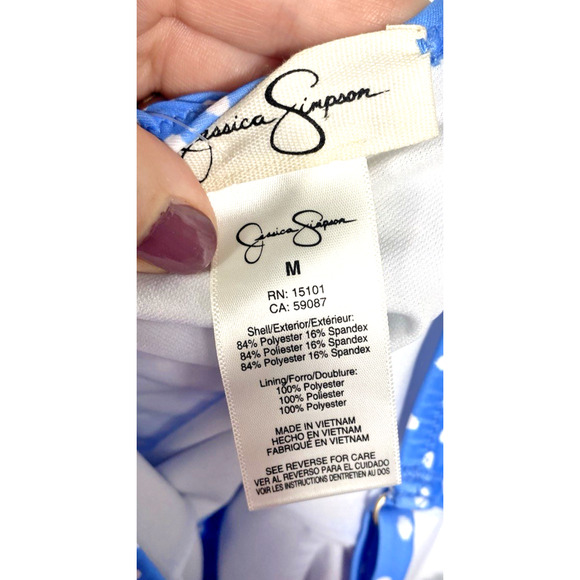 Jessica Simpson
Jessica Simpson
M
RN: 15101
CA: 59087
Shell/Exterior/Extérieur:
84% Polyester 16% Spandex
84% Poliester 16% Spandex
84% Polyester 16% Spandex
Lining/Forro/Doublure:
100% Polyester
100% Poliester
100% Polyester
MADE IN VIETNAM
HECHO EN VIETNAM
FABRIQUÉ EN VIETNAM
SEE REVERSE FOR CARE
VER AL REVERSO PARA EL CUIDADO
VOIR LES INSTRUCTIONS D'ENTRETIEN AU DOS